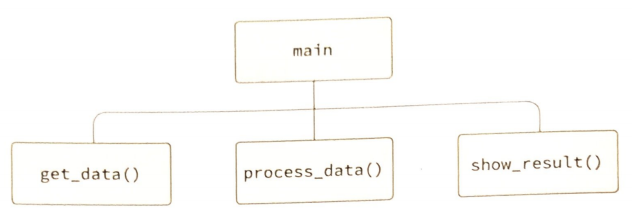 main
get_data()
process_data()
show_result()